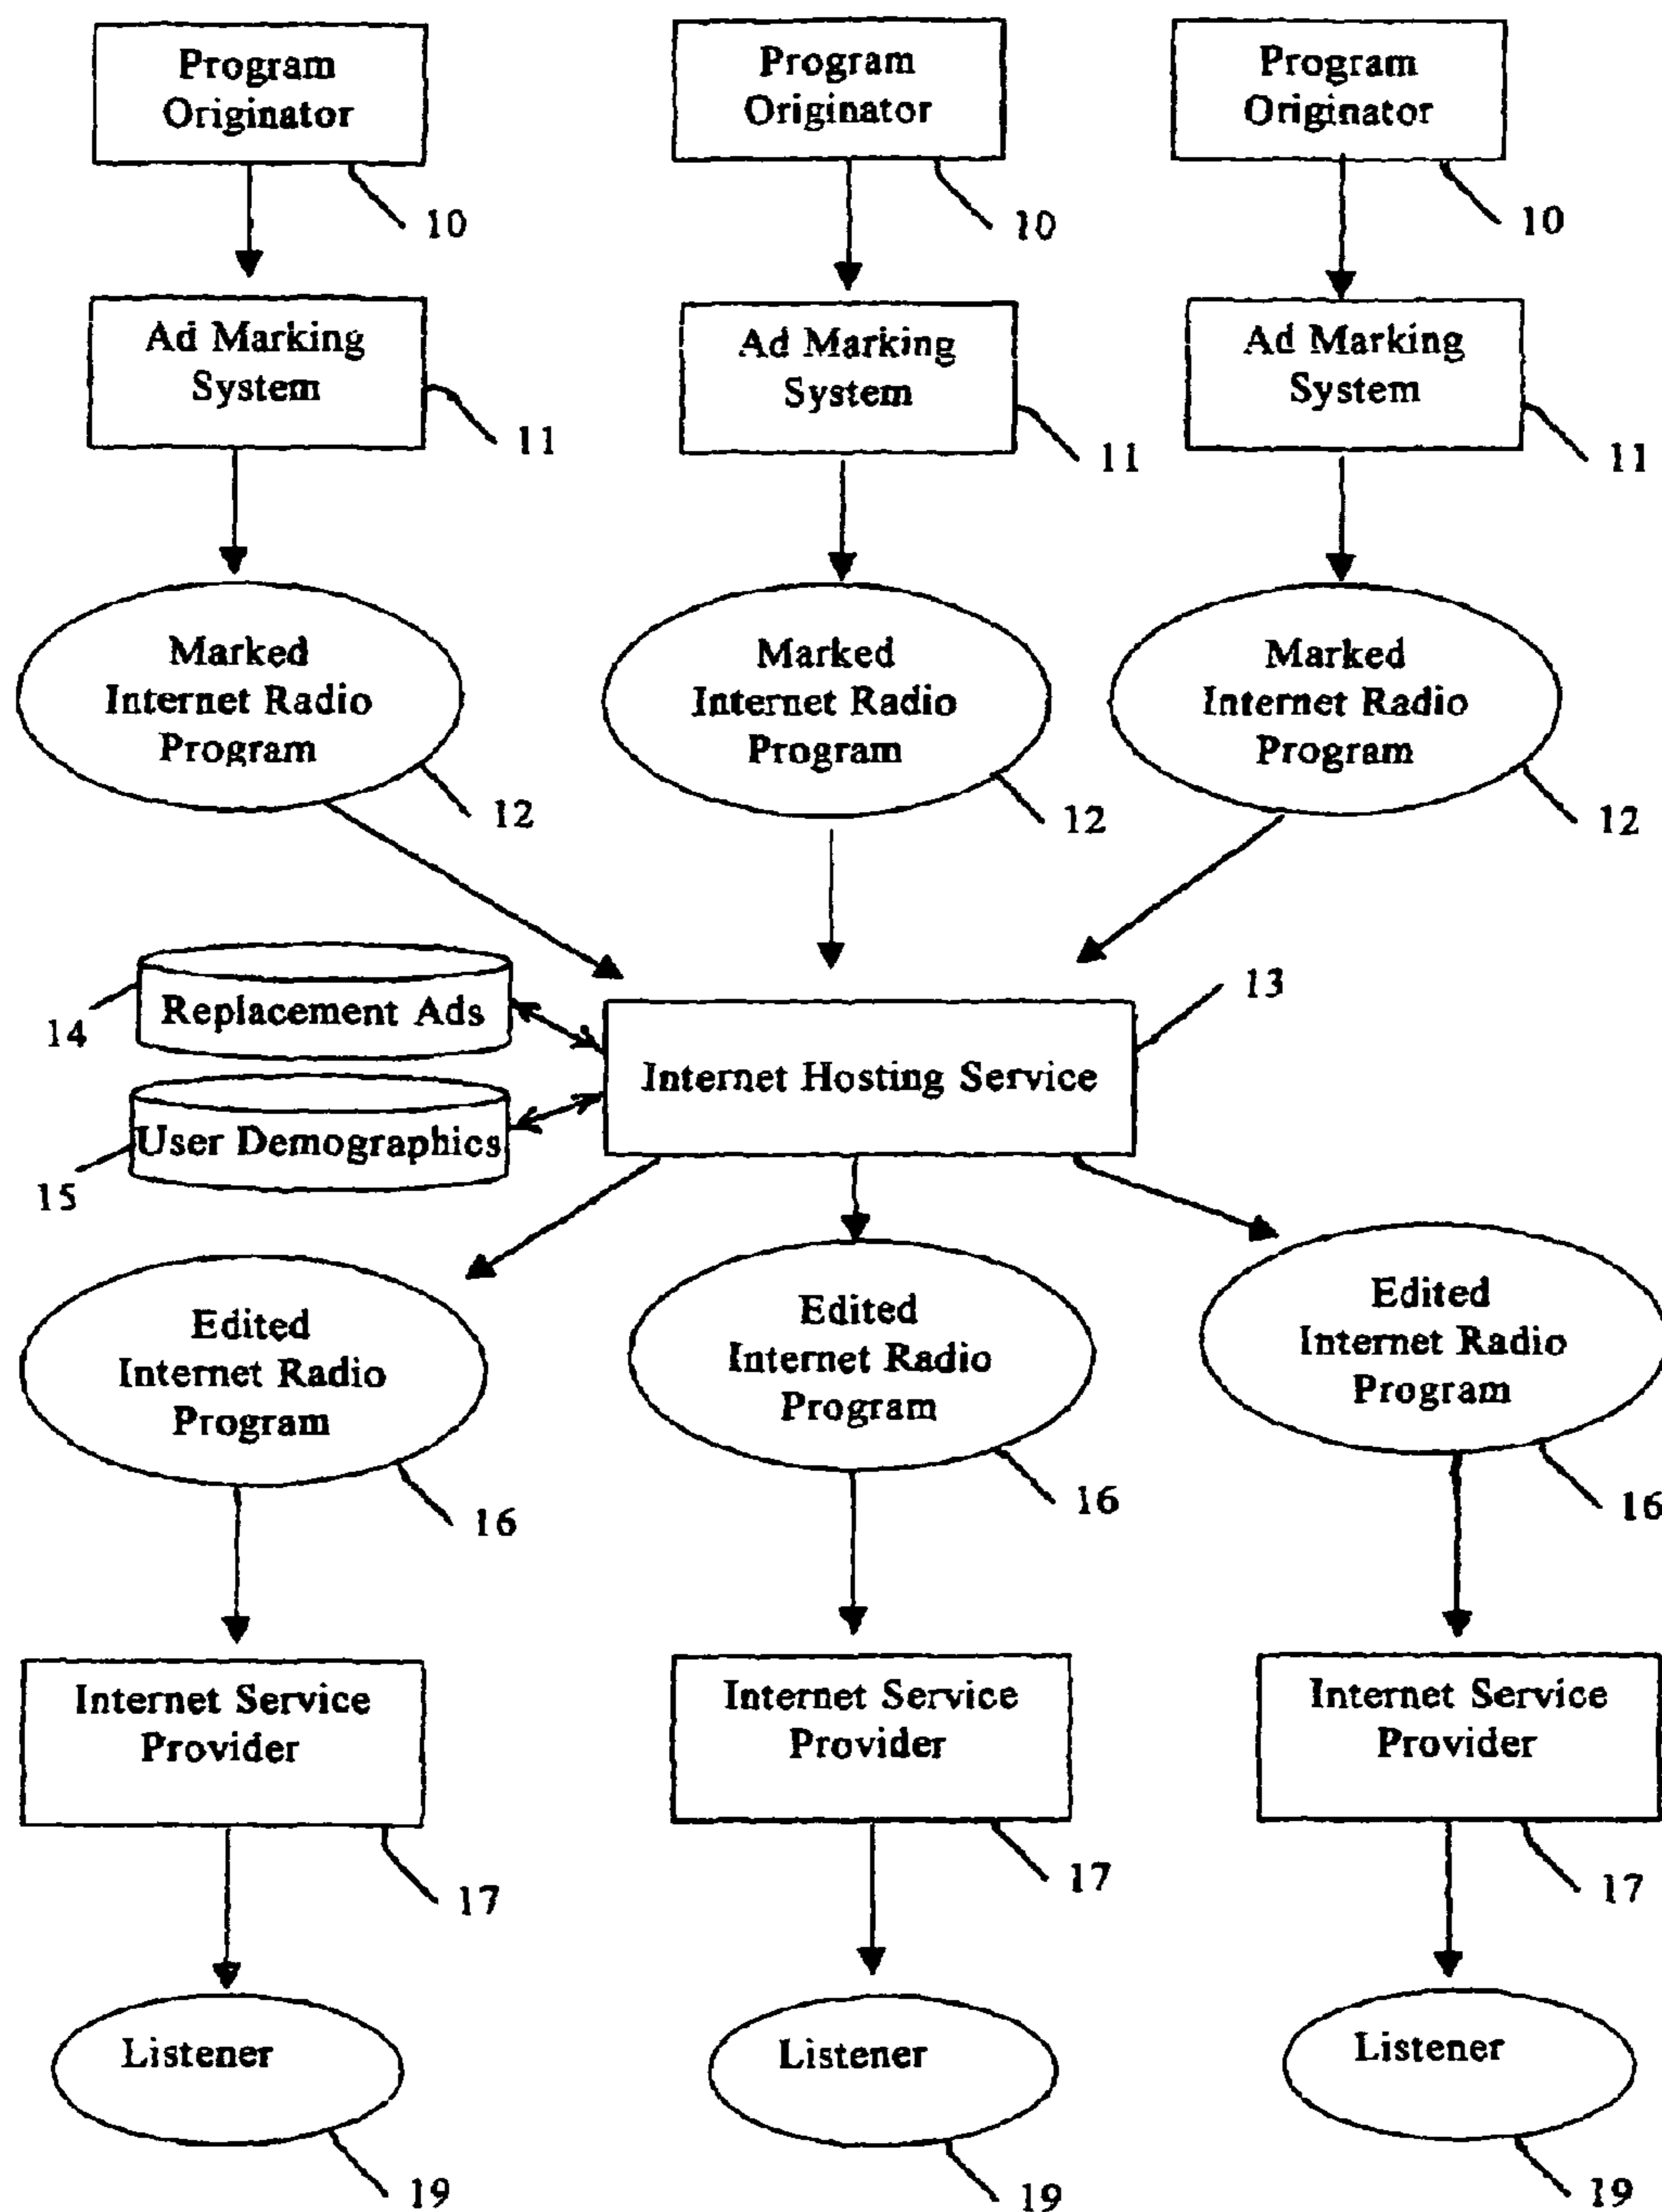 Program
Originator
Program
Originator
Program
Originator
10
10
10
Ad Marking
System
Ad Marking
System
Ad Marking
System
11
11
11
Marked
Internet Radio
Program
Marked
Internet Radio
Program
Marked
Internet Radio
Program
12
12
12
Replacement Ads
14
13
Internet Hosting Service
User Demographics
15
Edited
Internet Radio
Program
Edited
Internet Radio
Program
Edited
Internet Radio
Program
16
16
16
Internet Service
Provider
Internet Service
Provider
Internet Service
Provider
17
17
17
Listener
Listener
Listener
19
19
19